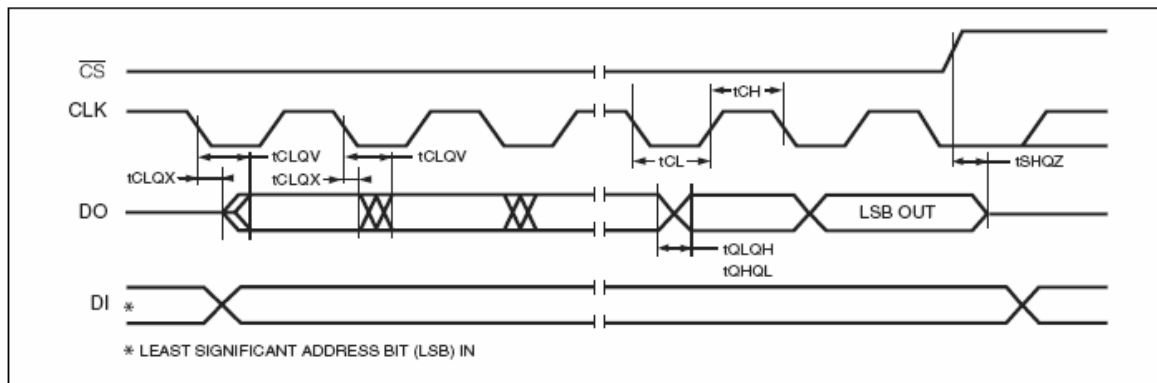 CS
CLK
tCH
tCLQV
tCLQV
tCL
tSHQZ
tCLQX
tCLQX
DO
LSB OUT
tQLQH
tQHQL
DI *
* LEAST SIGNIFICANT ADDRESS BIT (LSB) IN